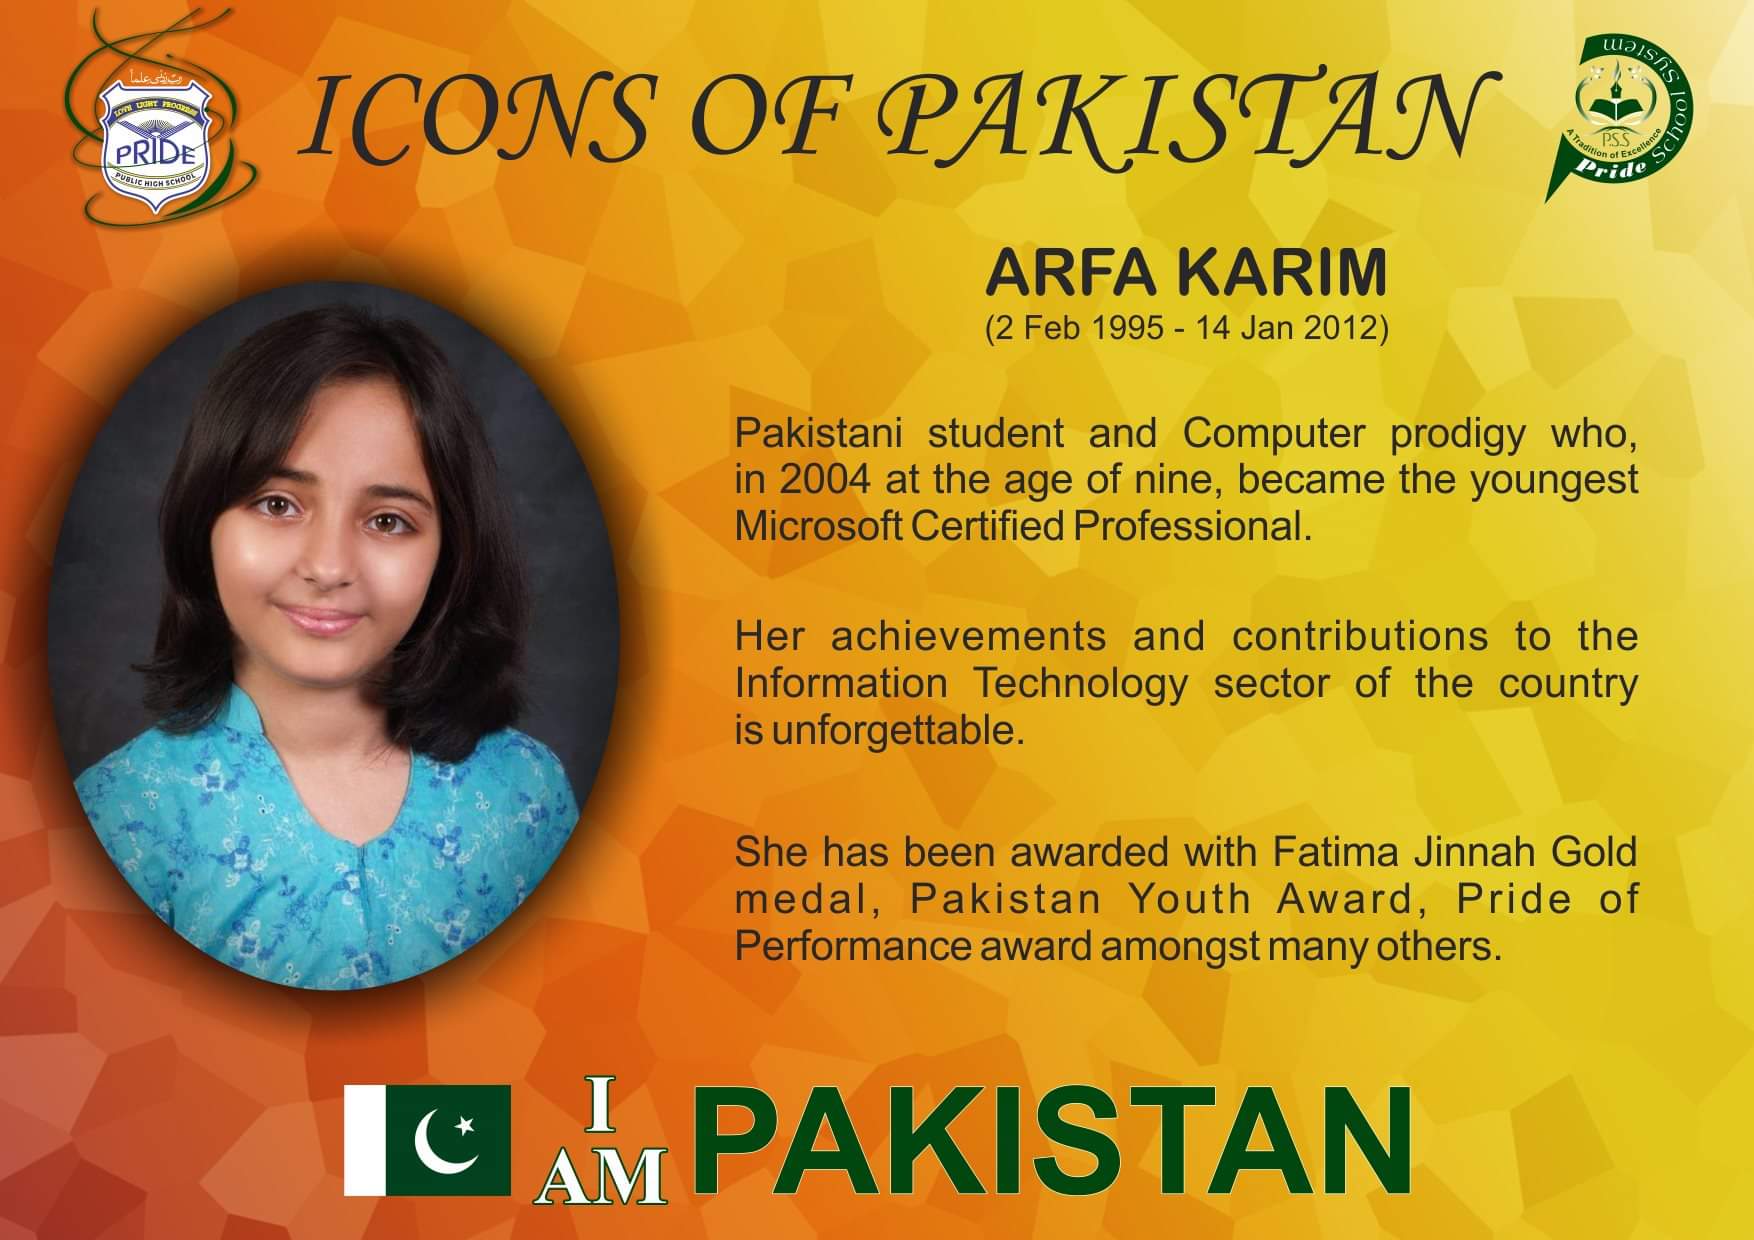 رَبِّ زِدْنِی عِلْماً
LOVE LIGHT PROGRESS
PRIDE
PUBLIC HIGH SCHOOL
ICONS OF PAKISTAN
P.S.S
A Tradition of Excellence
Pride School System
ARFA KARIM
(2 Feb 1995 - 14 Jan 2012)
Pakistani student and Computer prodigy who,
in 2004 at the age of nine, became the youngest
Microsoft Certified Professional.
Her achievements and contributions to the
Information Technology sector of the country
is unforgettable.
She has been awarded with Fatima Jinnah Gold
medal, Pakistan Youth Award, Pride of
Performance award amongst many others.
I
AM PAKISTAN